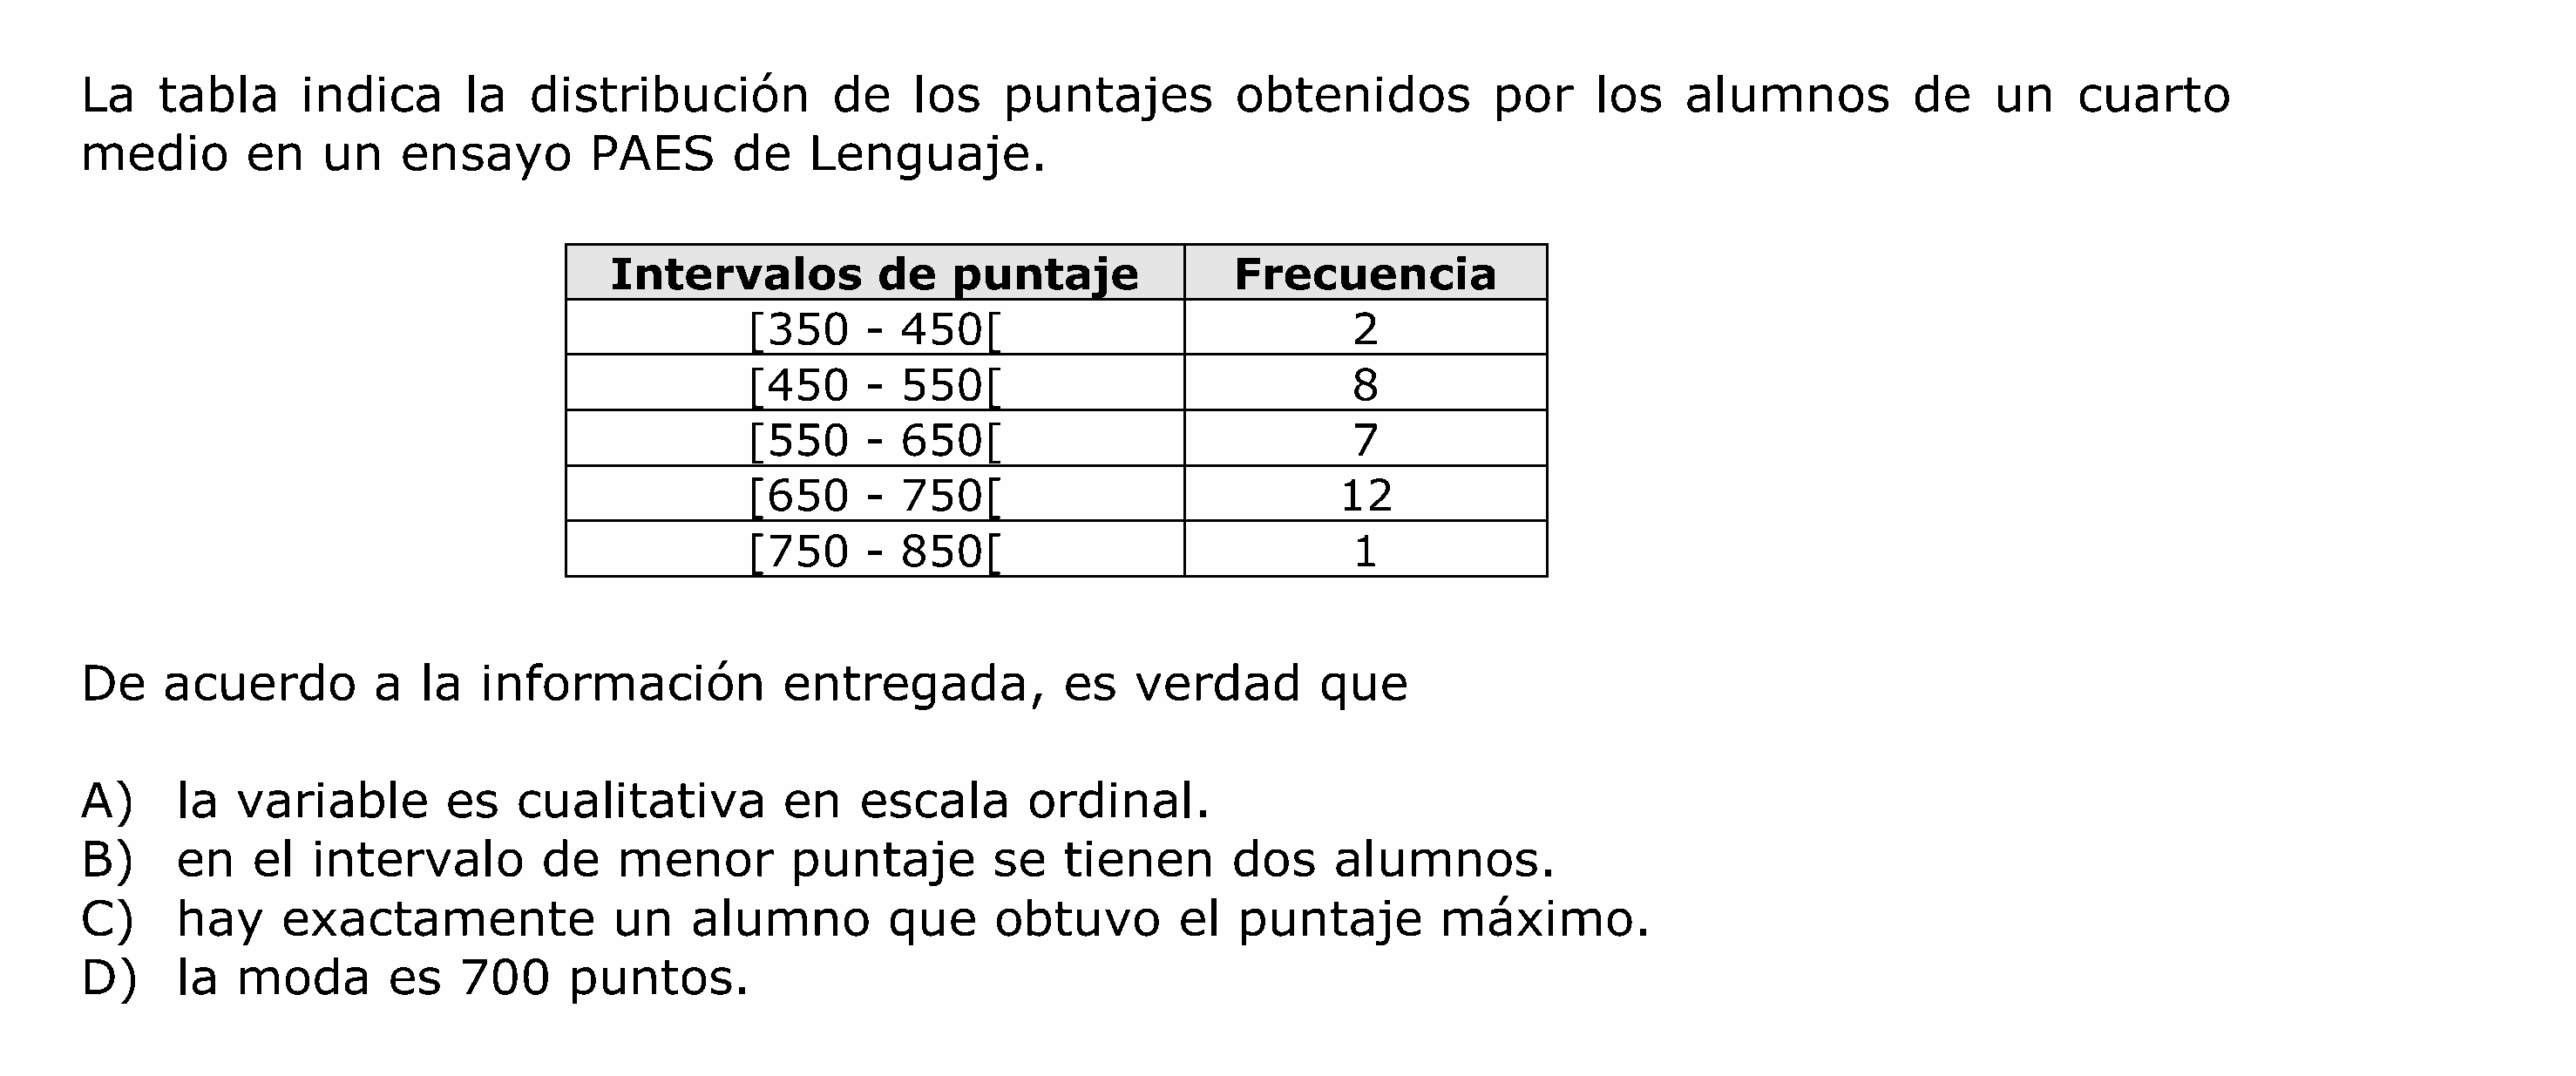 La tabla indica la distribución de los puntajes obtenidos por los alumnos de un cuarto
medio en un ensayo PAES de Lenguaje.
Intervalos de puntaje Frecuencia
[350 - 450[ 2
[450 - 550[ 8
[550 - 650[ 7
[650 - 750[ 12
[750 - 850[ 1
De acuerdo a la información entregada, es verdad que
A) la variable es cualitativa en escala ordinal.
B) en el intervalo de menor puntaje se tienen dos alumnos.
C) hay exactamente un alumno que obtuvo el puntaje máximo.
D) la moda es 700 puntos.